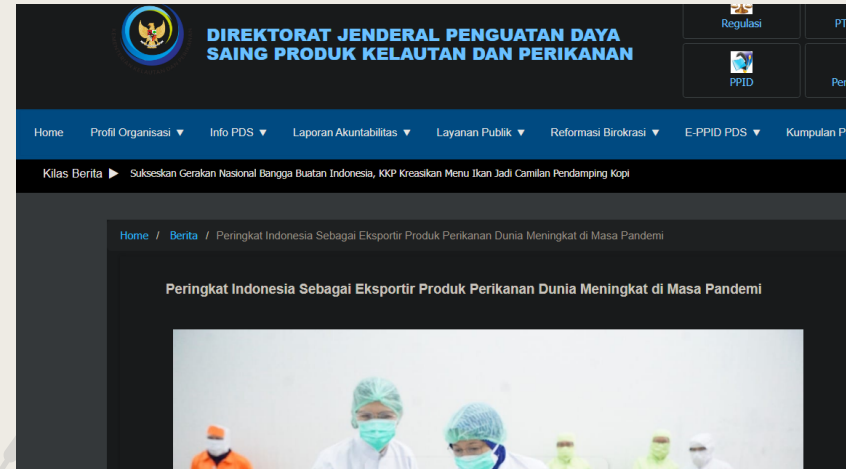 DIREKTORAT JENDERAL PENGUATAN DAYA
SAING PRODUK KELAUTAN DAN PERIKANAN
Regulasi
PT
PPID
Per
Home Profil Organisasi ▼ Info PDS ▼ Laporan Akuntabilitas ▼ Layanan Publik ▼ Reformasi Birokrasi ▼ E-PPID PDS ▼ Kumpulan P
Kilas Berita ▶ Sukseskan Gerakan Nasional Bangga Buatan Indonesia, KKP Kreasikan Menu Ikan Jadi Camilan Pendamping Kopi
Home / Berita / Peringkat Indonesia Sebagai Eksportir Produk Perikanan Dunia Meningkat di Masa Pandemi
Peringkat Indonesia Sebagai Eksportir Produk Perikanan Dunia Meningkat di Masa Pandemi